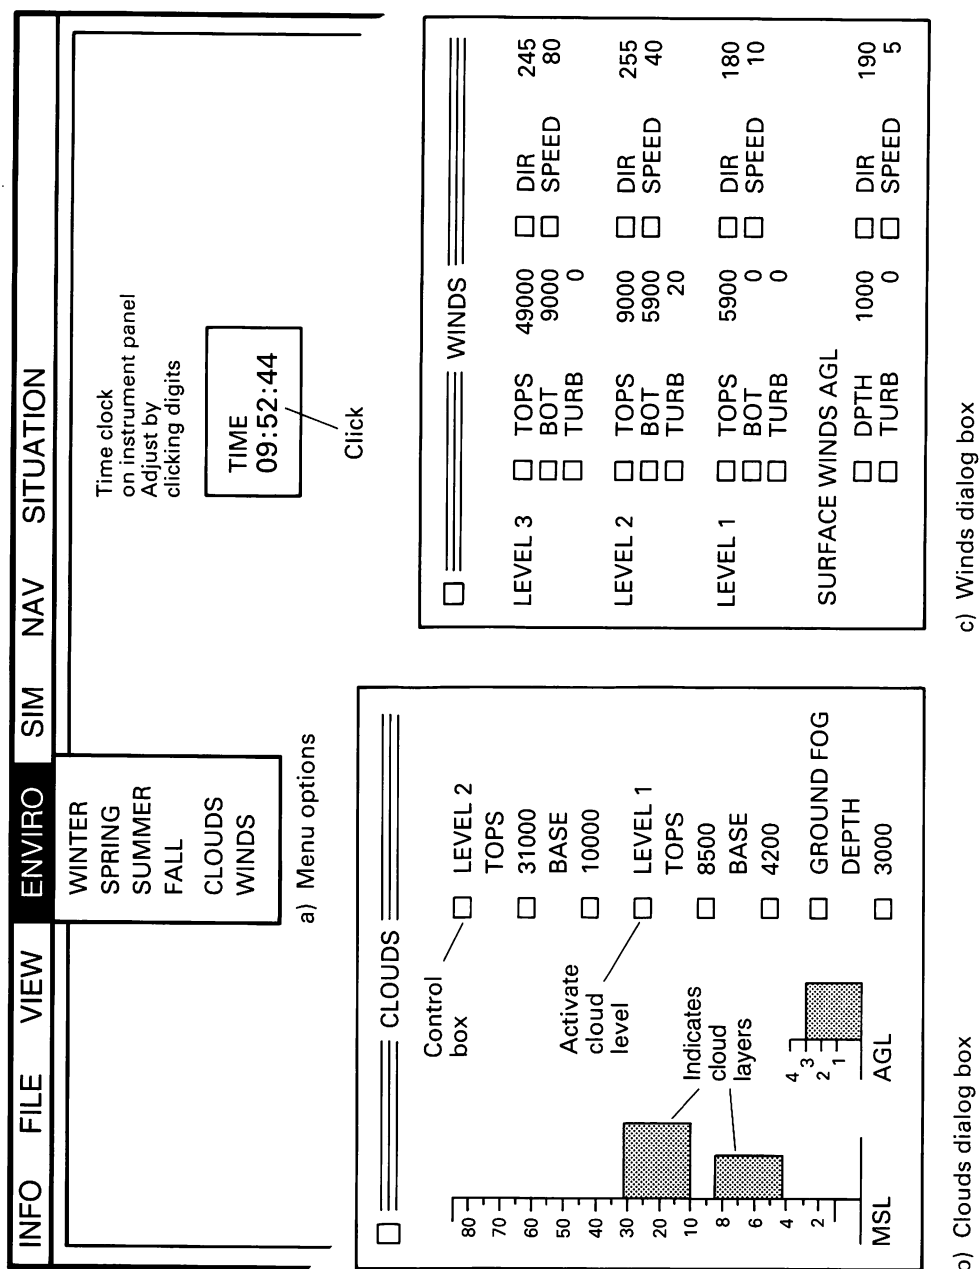 INFO FILE VIEW ENVIRO SIM NAV SITUATION
WINTER
SPRING
SUMMER
FALL
CLOUDS
WINDS
a) Menu options
Time clock
on instrument panel
Adjust by
clicking digits
TIME
09:52:44
Click
CLOUDS
Control
box
Activate
cloud
level
Indicates
cloud
layers
LEVEL 2
TOPS
31000
BASE
10000
LEVEL 1
TOPS
8500
BASE
4200
GROUND FOG
DEPTH
3000
80
70
60
50
40
30
20
10
8
6
4
2
MSL
4
3
2
1
AGL
b) Clouds dialog box
WINDS
LEVEL 3 TOPS 49000 DIR 245
BOT 9000 SPEED 80
TURB 0
LEVEL 2 TOPS 9000 DIR 255
BOT 5900 SPEED 40
TURB 20
LEVEL 1 TOPS 5900 DIR 180
BOT 0 SPEED 10
TURB 0
SURFACE WINDS AGL
DPTH 1000 DIR 190
TURB 0 SPEED 5
c) Winds dialog box